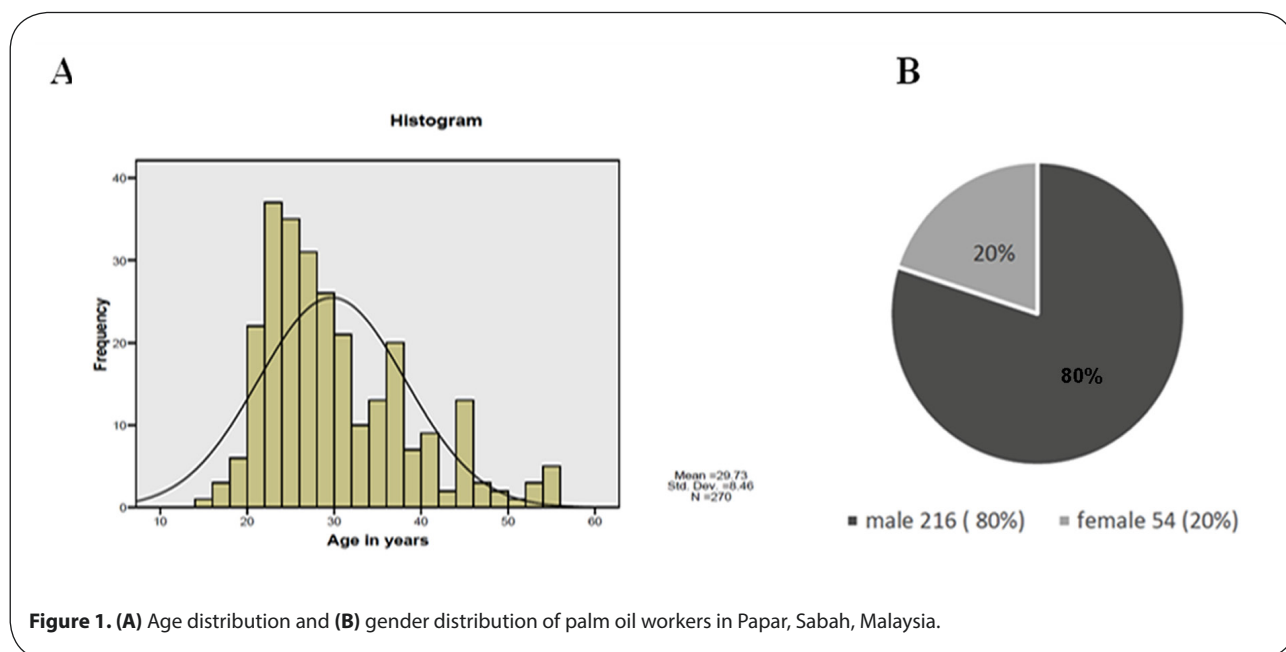 A
B
Histogram
Frequency
40
30
20
10
0
10 20 30 40 50 60
Age in years
Mean =29.73
Std. Dev. =8.46
N =270
20%
80%
male 216 ( 80%) female 54 (20%)
Figure 1. (A) Age distribution and (B) gender distribution of palm oil workers in Papar, Sabah, Malaysia.